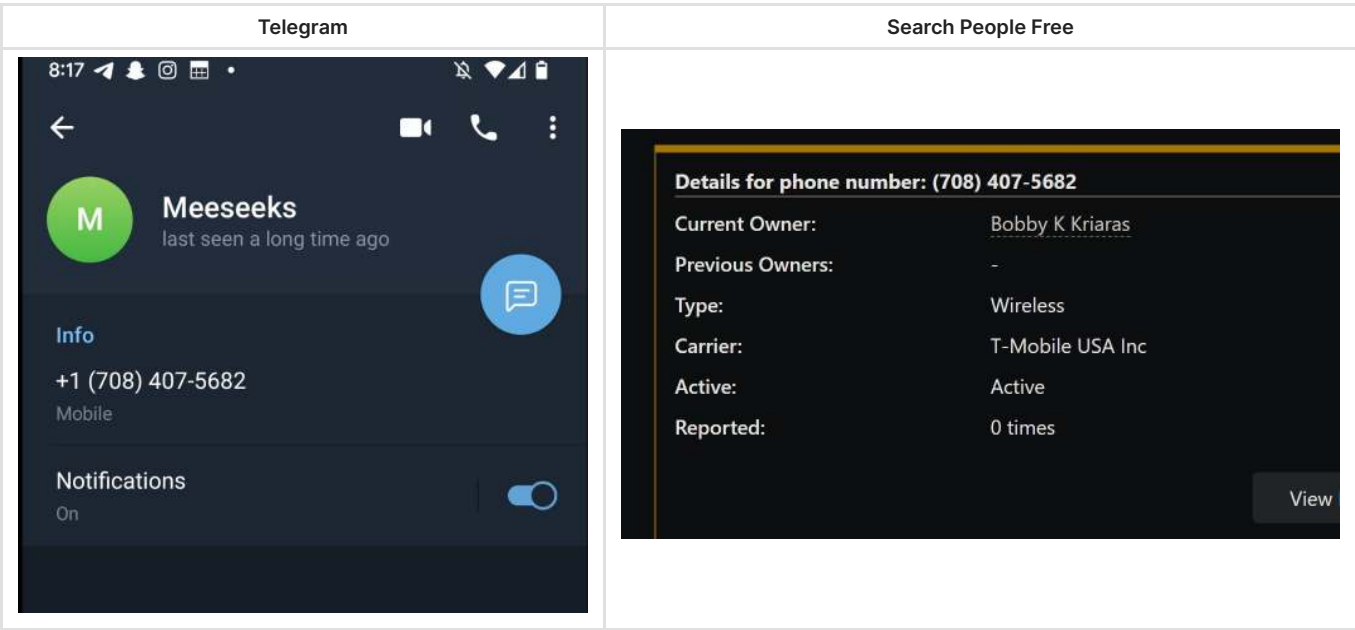 Telegram
Search People Free
8:17
M
Meeseeks
last seen a long time ago
Info
+1 (708) 407-5682
Mobile
Notifications
On
Details for phone number: (708) 407-5682
Current Owner: Bobby K Kriaras
Previous Owners: -
Type: Wireless
Carrier: T-Mobile USA Inc
Active: Active
Reported: 0 times
View